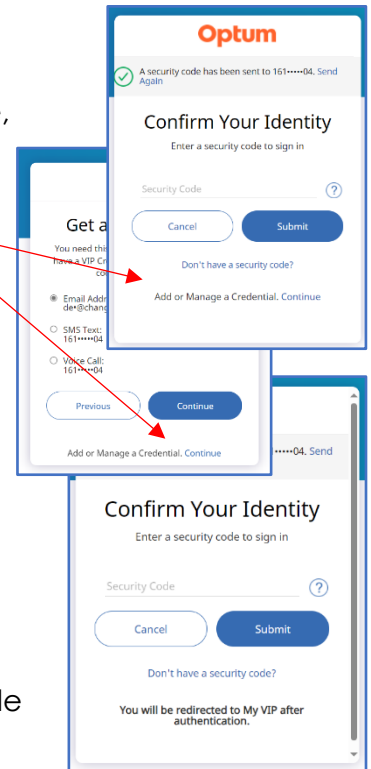 Optum
A security code has been sent to 161•••••04. Send
Again
Confirm Your Identity
Enter a security code to sign in
Security Code
?
Cancel
Submit
Don't have a security code?
Add or Manage a Credential. Continue
Get a
You need thi
have a VIP Cr
co
Email Addr
de•@chang
SMS Text:
161•••••04
Voice Call:
161•••••04
Previous
Continue
Add or Manage a Credential. Continue
•••••04. Send
Confirm Your Identity
Enter a security code to sign in
Security Code
?
Cancel
Submit
Don't have a security code?
You will be redirected to My VIP after
authentication.
le